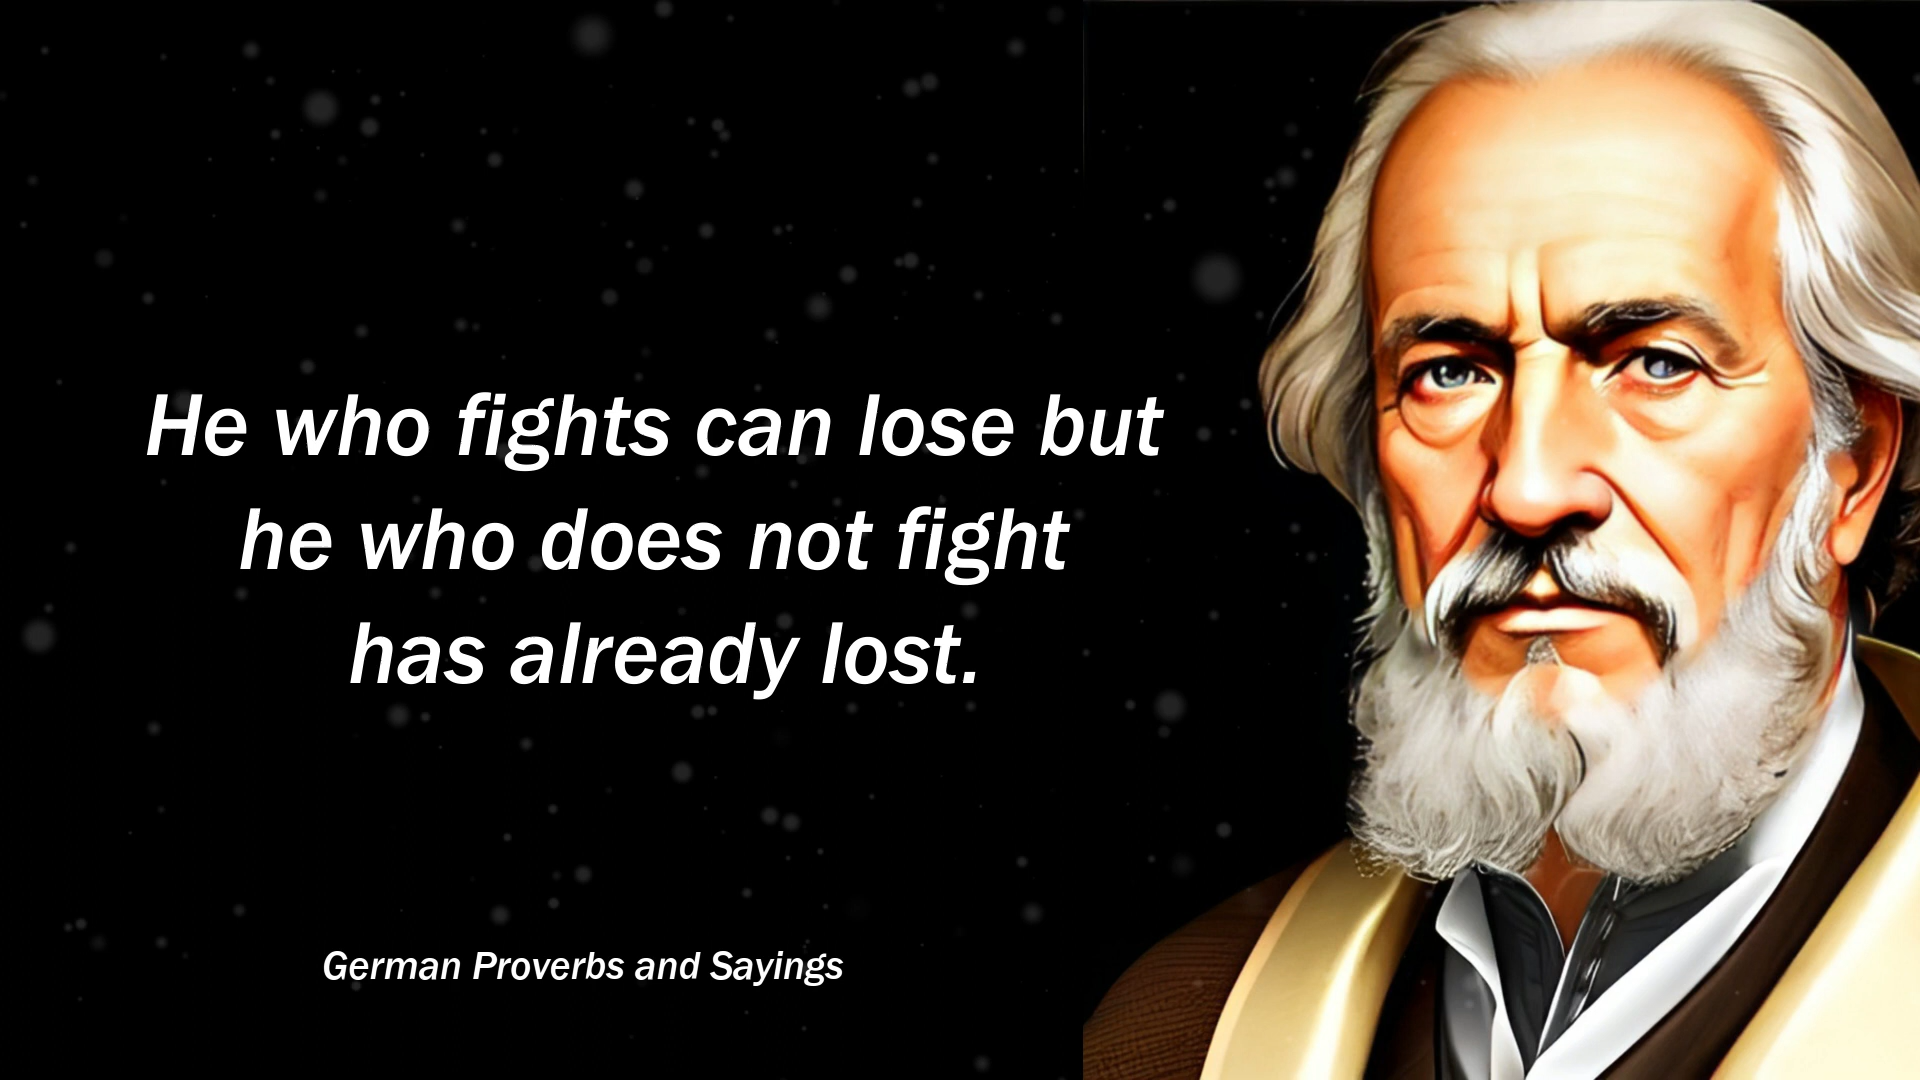 He who fights can lose but
he who does not fight
has already lost.
German Proverbs and Sayings